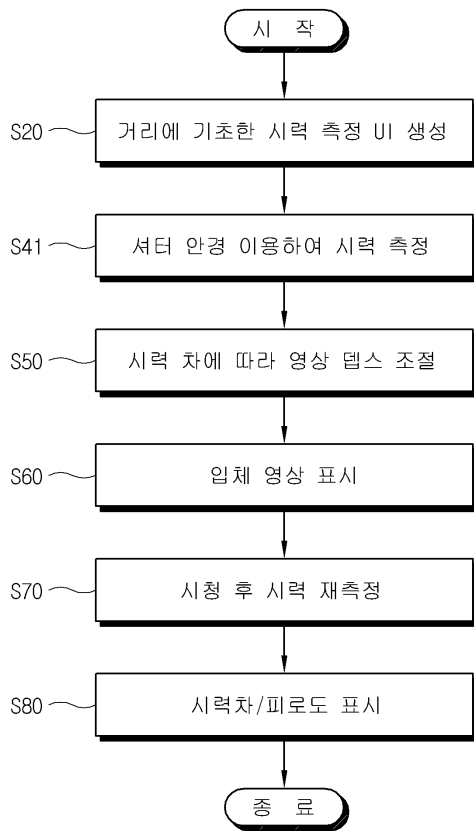 시 작
S20 거리에 기초한 시력 측정 UI 생성
S41 셔터 안경 이용하여 시력 측정
S50 시력 차에 따라 영상 뎁스 조절
S60 입체 영상 표시
S70 시청 후 시력 재측정
S80 시력차/피로도 표시
종 료